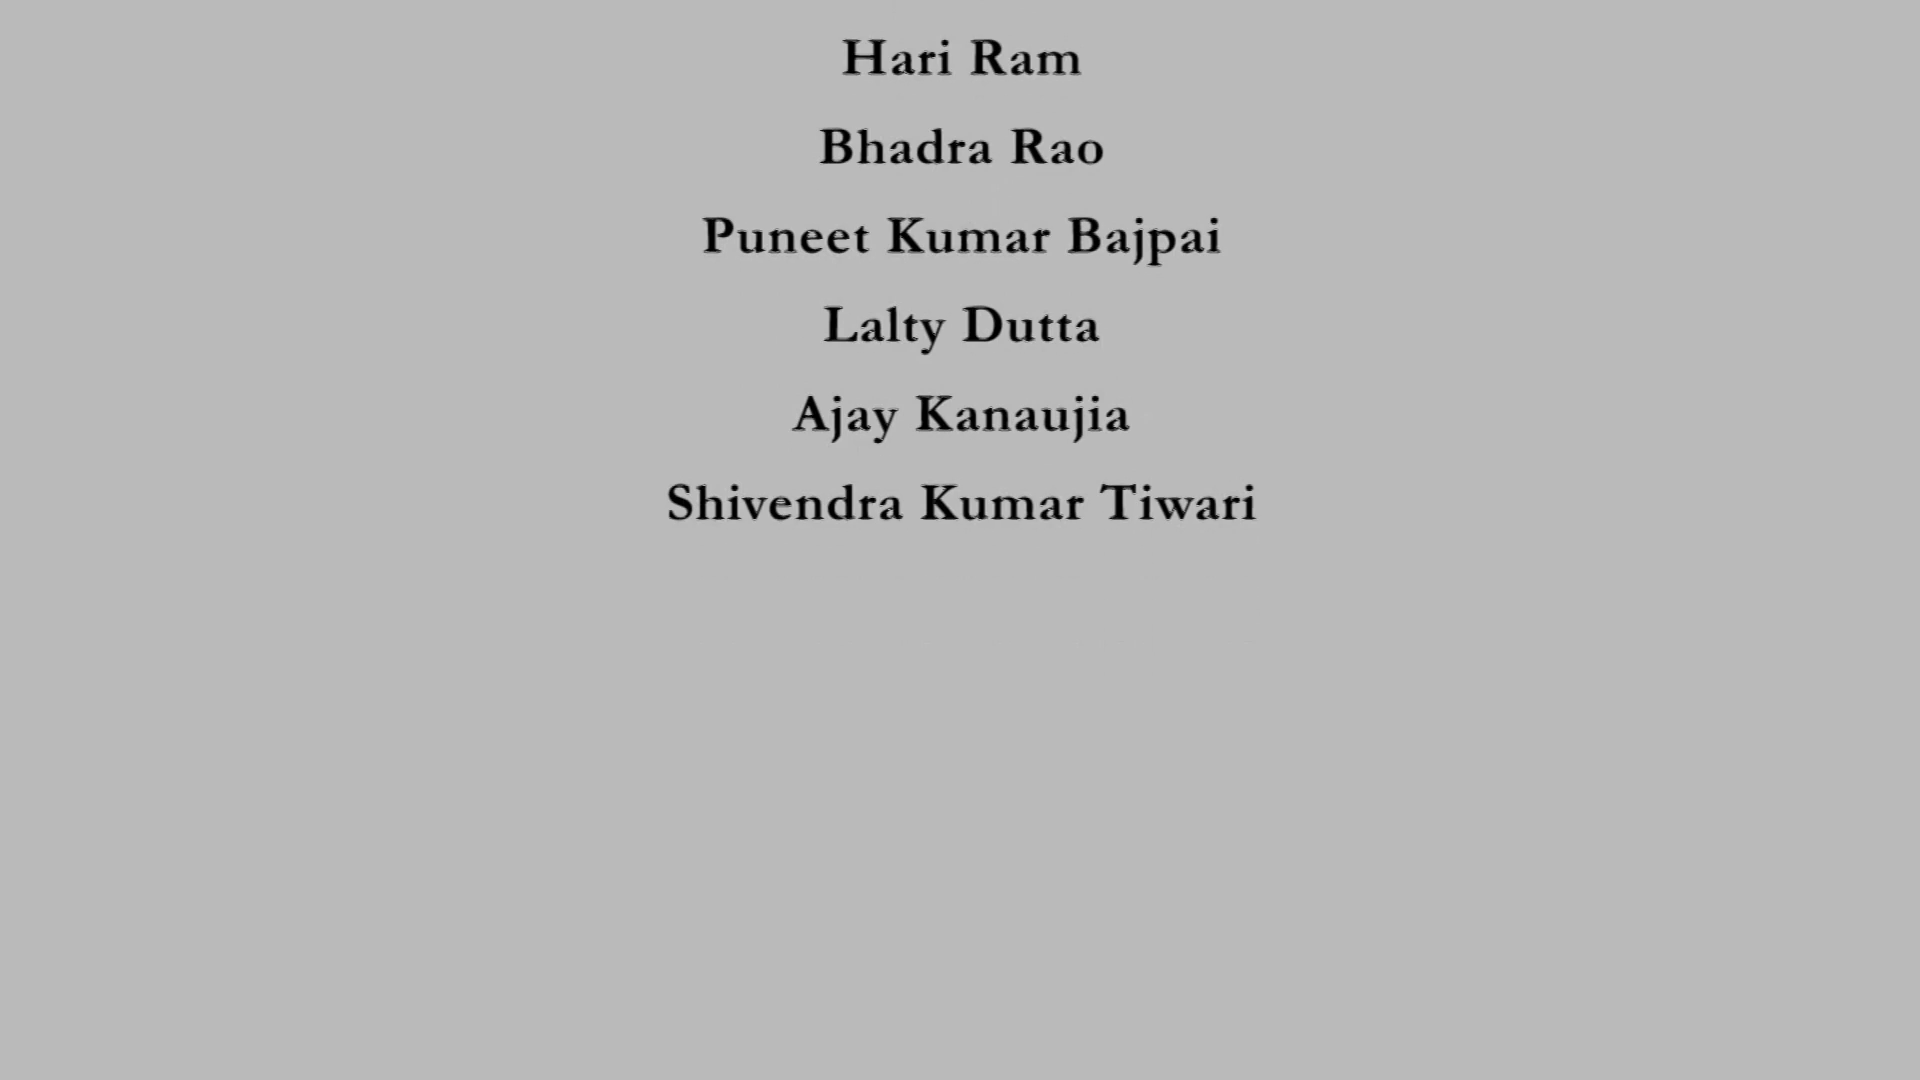 Hari Ram
Bhadra Rao
Puneet Kumar Bajpai
Lalty Dutta
Ajay Kanaujia
Shivendra Kumar Tiwari